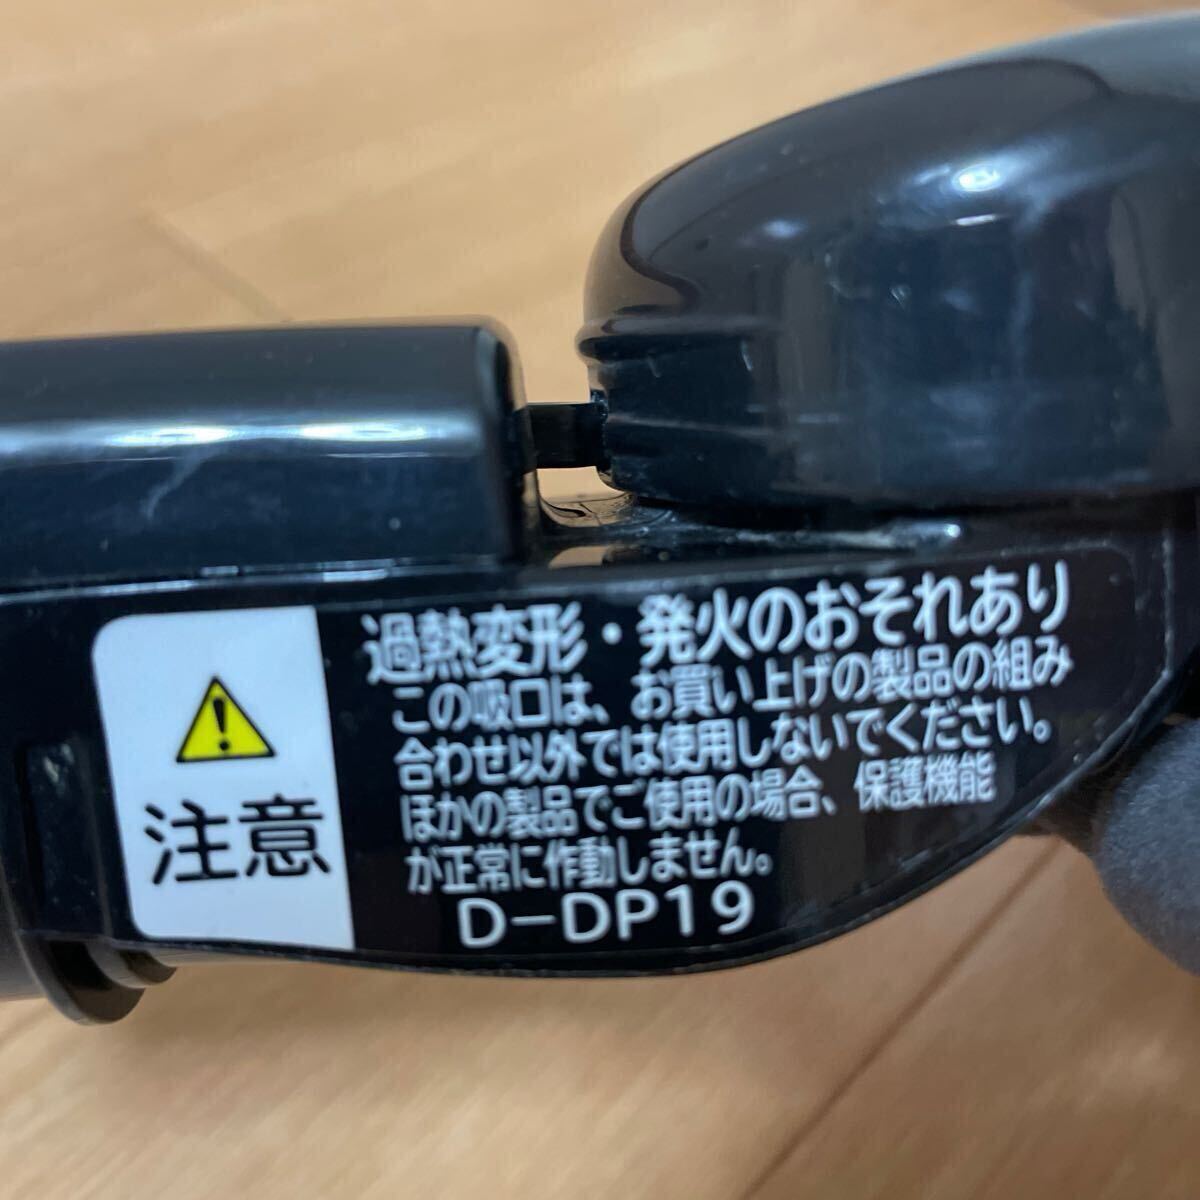 注意
過熱変形・発火のおそれあり
この吸口は、お買い上げの製品の組み
合わせ以外では使用しないでください。
ほかの製品でご使用の場合、保護機能
が正常に作動しません。
D-DP19